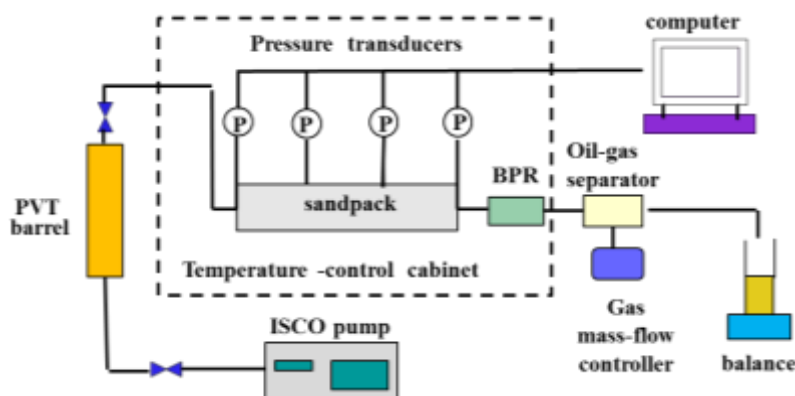 computer
Pressure transducers
P P P P
Oil-gas
separator
BPR
sandpack
PVT
barrel
Temperature -control cabinet
ISCO pump
Gas
mass-flow
controller
balance